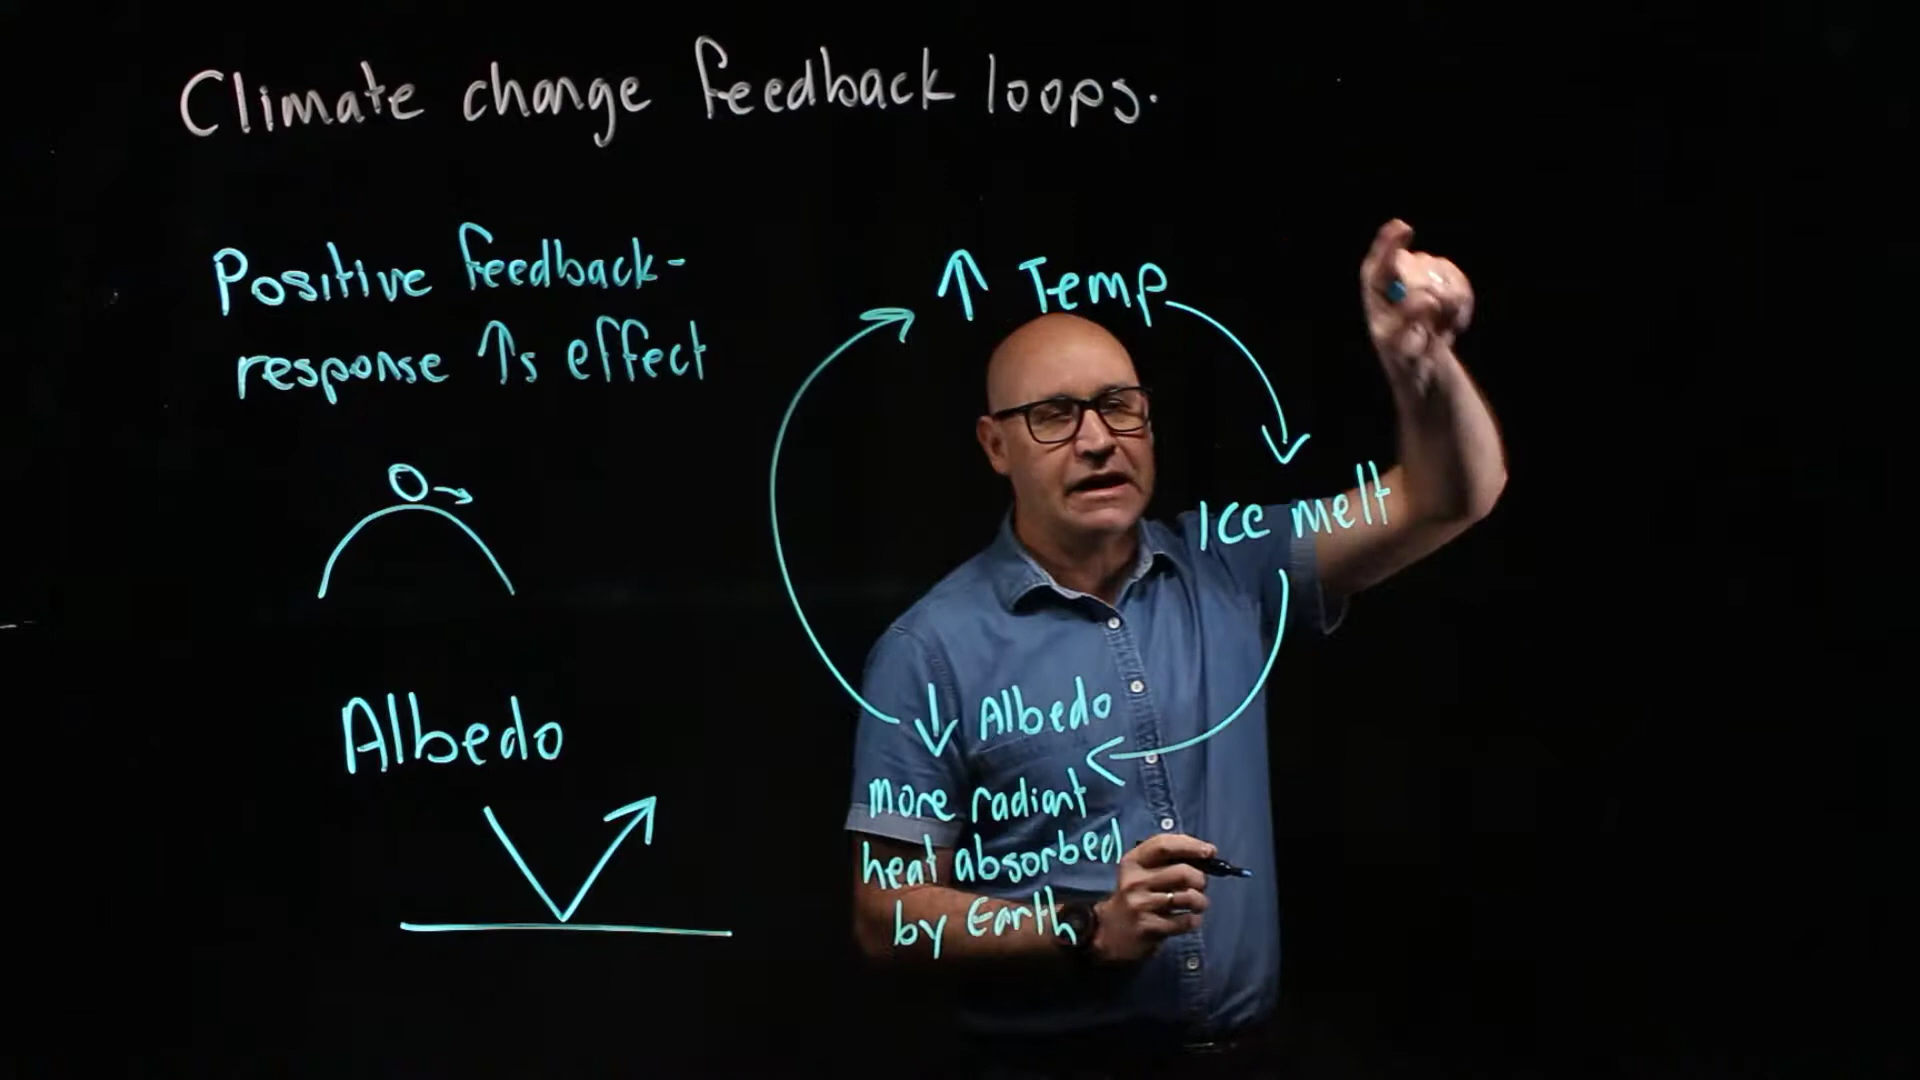 Climate change feedback loops.
Positive feedback-
response ↑s effect
Albedo
↑ Temp
Ice melt
↓ Albedo
More radiant
heat absorbed
by Earth